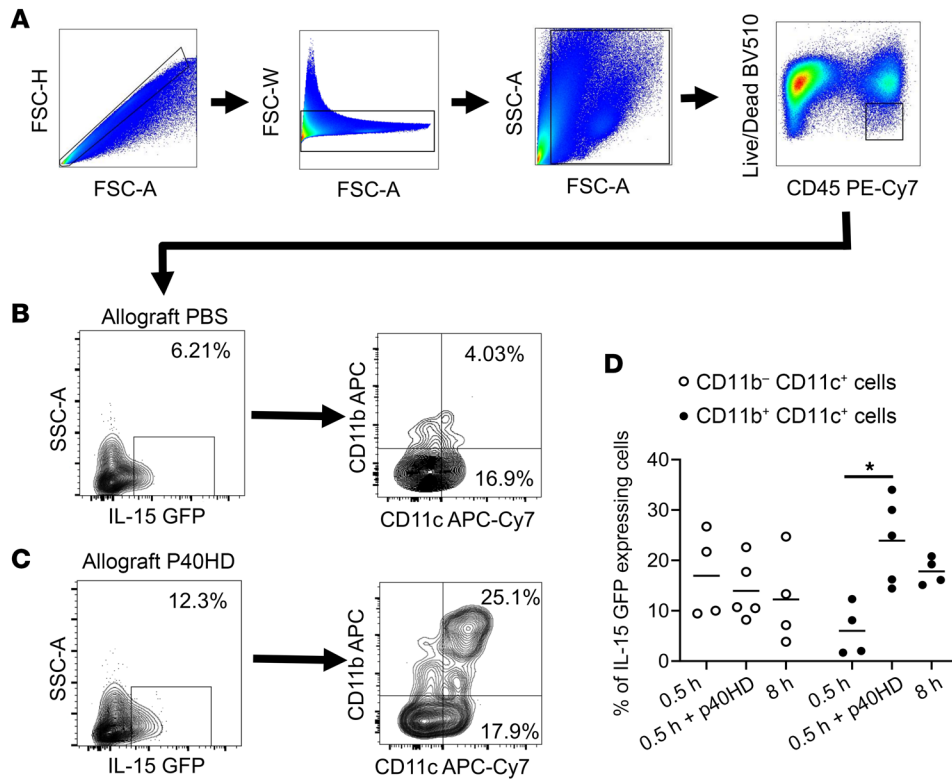 A
FSC-H
FSC-A
FSC-W
FSC-A
SSC-A
FSC-A
Live/Dead BV510
CD45 PE-Cy7
B
Allograft PBS
6.21%
SSC-A
IL-15 GFP
4.03%
16.9%
CD11b APC
CD11c APC-Cy7
C
Allograft P40HD
12.3%
SSC-A
IL-15 GFP
25.1%
17.9%
CD11b APC
CD11c APC-Cy7
D
CD11b⁻ CD11c⁺ cells
CD11b⁺ CD11c⁺ cells
% of IL-15 GFP expressing cells
40
30
20
10
0
*
0.5 h
0.5 h + p40HD
8 h
0.5 h
0.5 h + p40HD
8 h